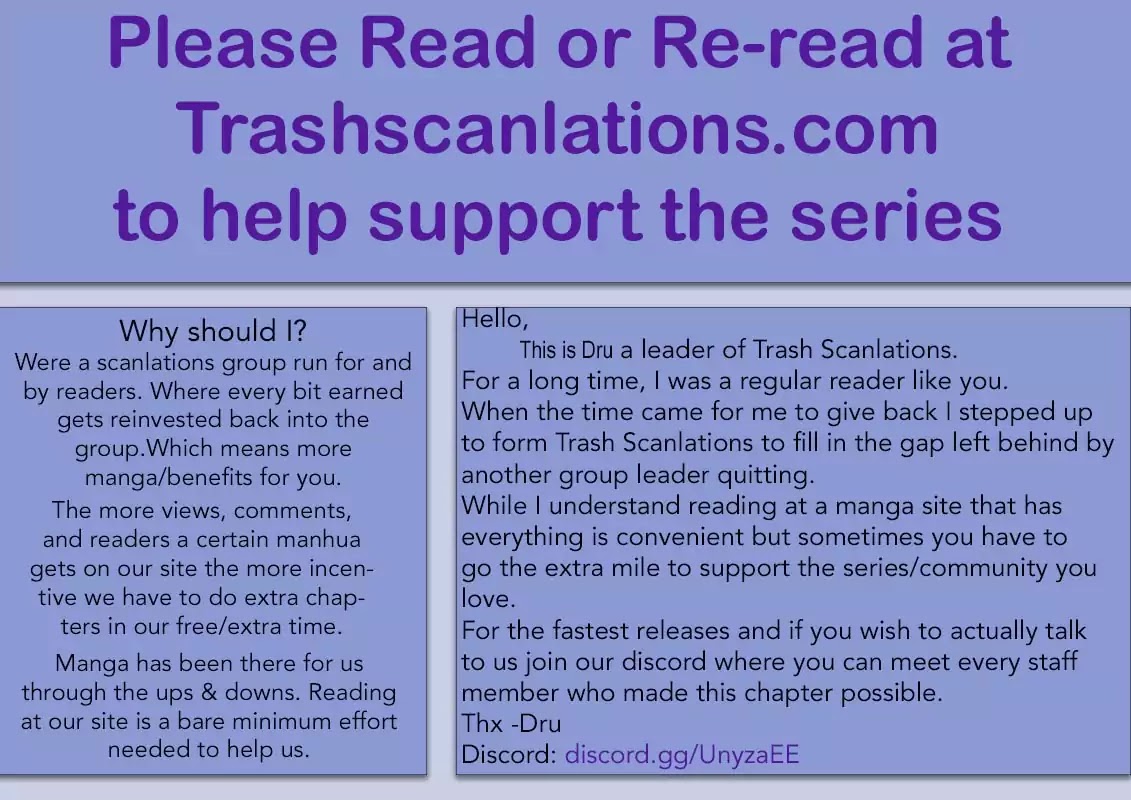 Please Read or Re-read at
Trashscanlations.com
to help support the series
Why should I?
Were a scanlations group run for and
by readers. Where every bit earned
gets reinvested back into the
group.Which means more
manga/benefits for you.
The more views, comments,
and readers a certain manhua
gets on our site the more incen-
tive we have to do extra chap-
ters in our free/extra time.
Manga has been there for us
through the ups & downs. Reading
at our site is a bare minimum effort
needed to help us.
Hello,
This is Dru a leader of Trash Scanlations.
For a long time, I was a regular reader like you.
When the time came for me to give back I stepped up
to form Trash Scanlations to fill in the gap left behind by
another group leader quitting.
While I understand reading at a manga site that has
everything is convenient but sometimes you have to
go the extra mile to support the series/community you
love.
For the fastest releases and if you wish to actually talk
to us join our discord where you can meet every staff
member who made this chapter possible.
Thx -Dru
Discord: discord.gg/UnyzaEE